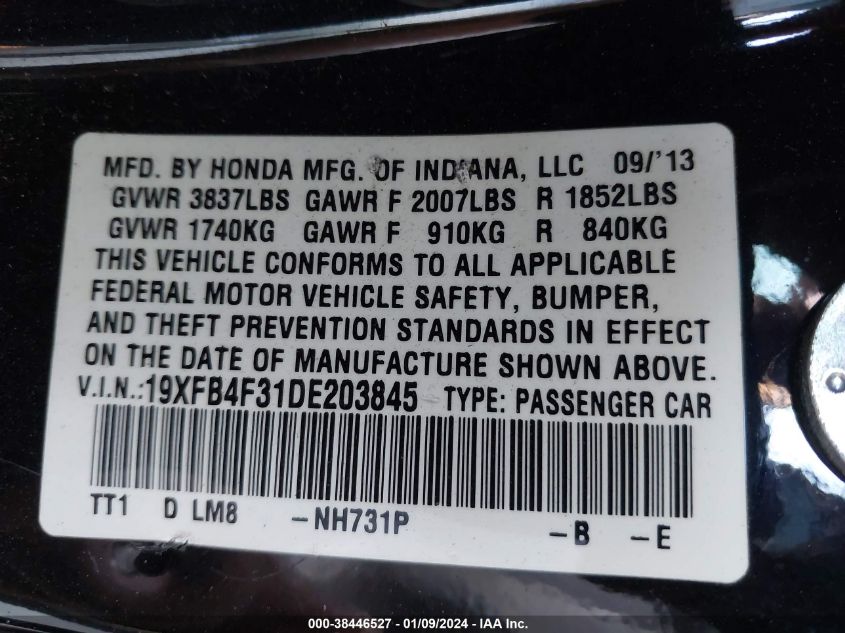 MFD. BY HONDA MFG. OF INDIANA, LLC 09/'13
GVWR 3837LBS GAWR F 2007LBS R 1852LBS
GVWR 1740KG GAWR F 910KG R 840KG
THIS VEHICLE CONFORMS TO ALL APPLICABLE
FEDERAL MOTOR VEHICLE SAFETY, BUMPER,
AND THEFT PREVENTION STANDARDS IN EFFECT
ON THE DATE OF MANUFACTURE SHOWN ABOVE.
V.I.N.:19XFB4F31DE203845 TYPE: PASSENGER CAR
TT1 D LM8 -NH731P -B -E
000-38446527 - 01/09/2024 - IAA Inc.